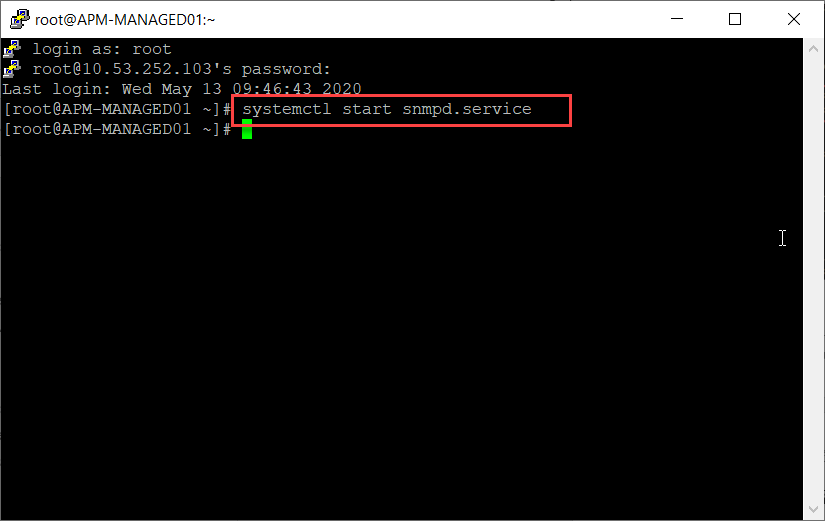 root@APM-MANAGED01:~
login as: root
root@10.53.252.103's password:
Last login: Wed May 13 09:46:43 2020
[root@APM-MANAGED01 ~]# systemctl start snmpd.service
[root@APM-MANAGED01 ~]#